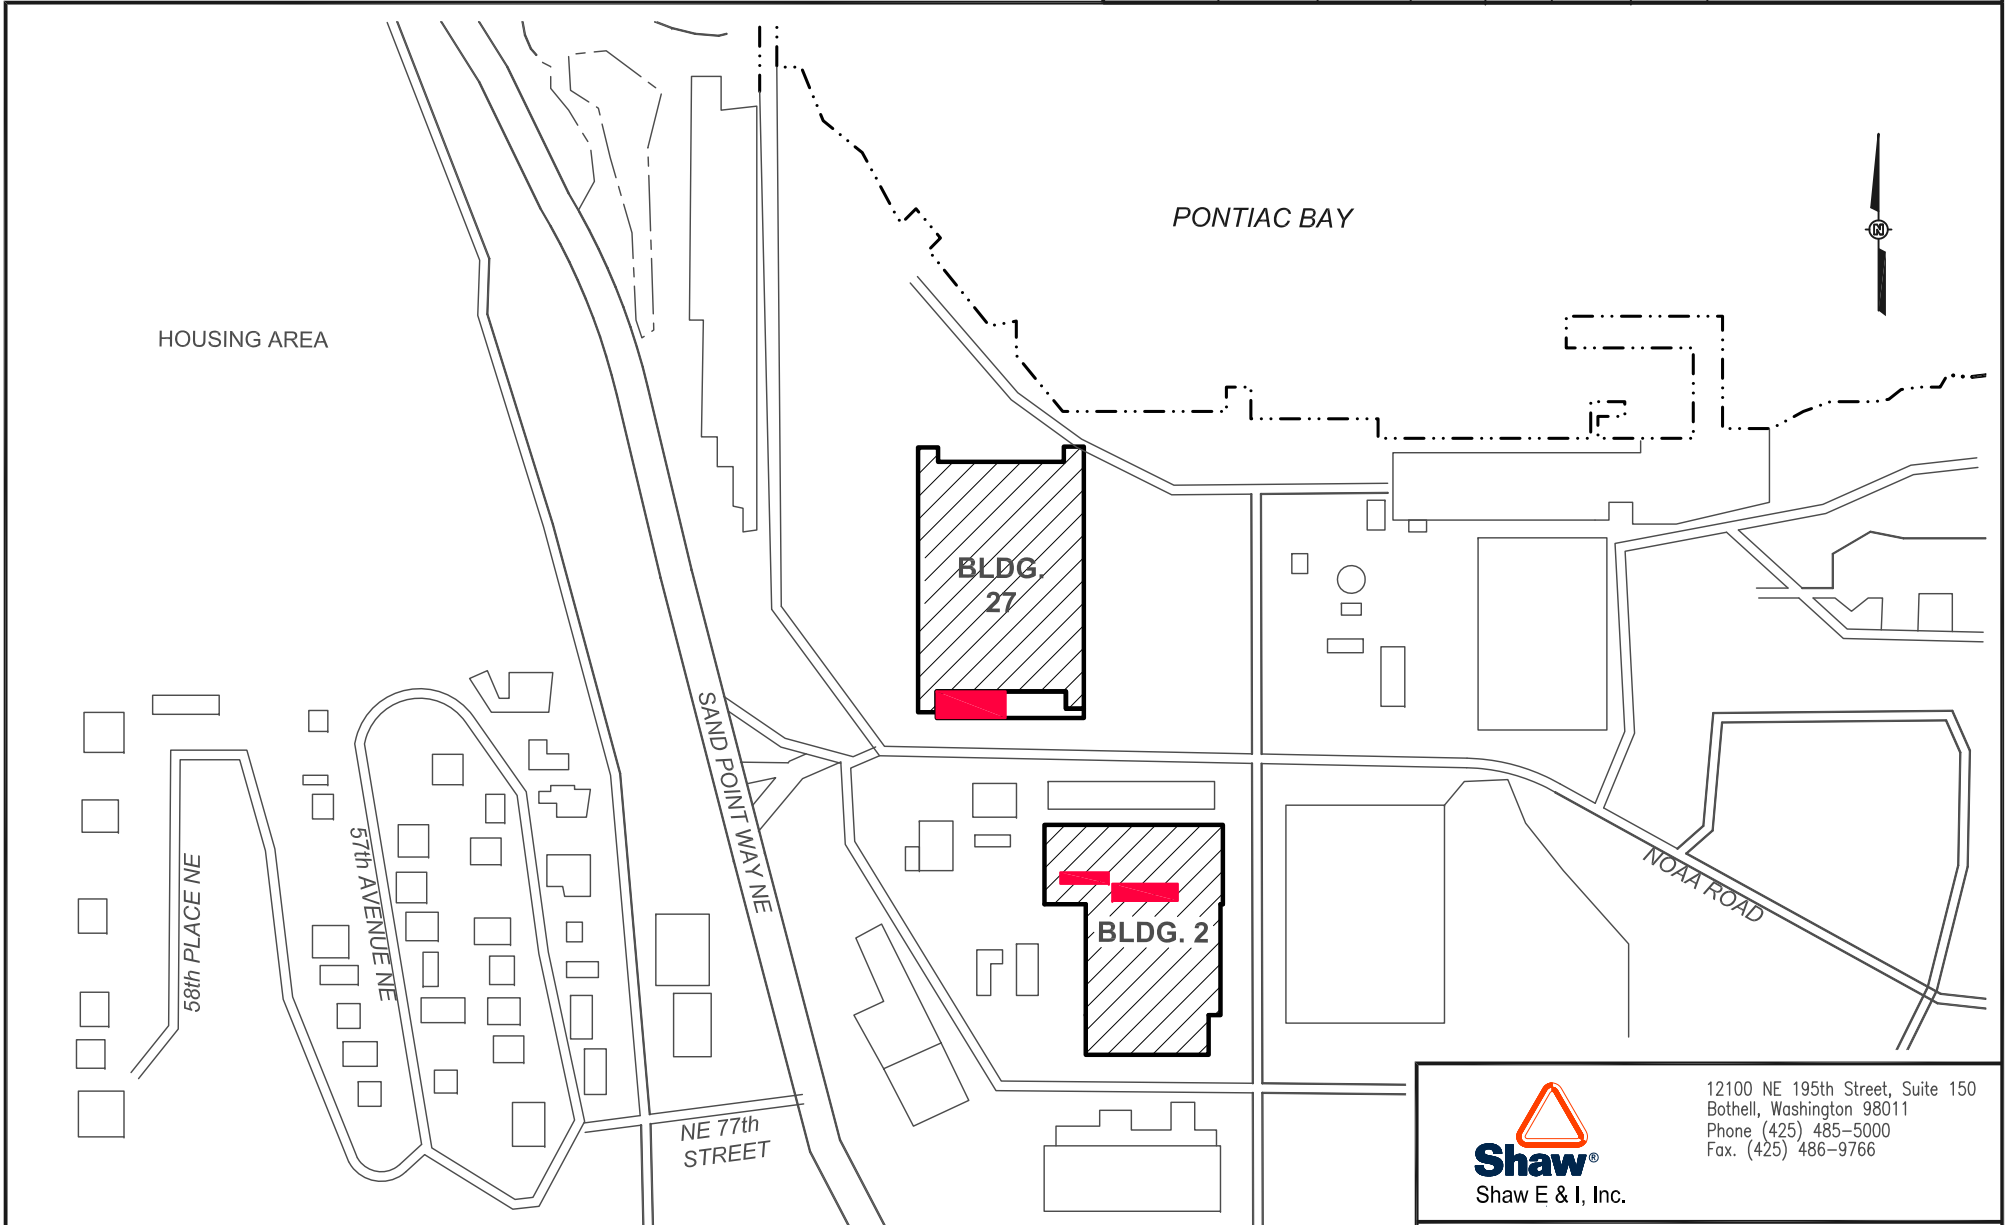 PONTIAC BAY
N
HOUSING AREA
BLDG.
27
SAND POINT WAY NE
57th AVENUE NE
58th PLACE NE
NOAA ROAD
BLDG. 2
NE 77th
STREET
12100 NE 195th Street, Suite 150
Bothell, Washington 98011
Phone (425) 485-5000
Fax. (425) 486-9766
Shaw®
Shaw E & I, Inc.